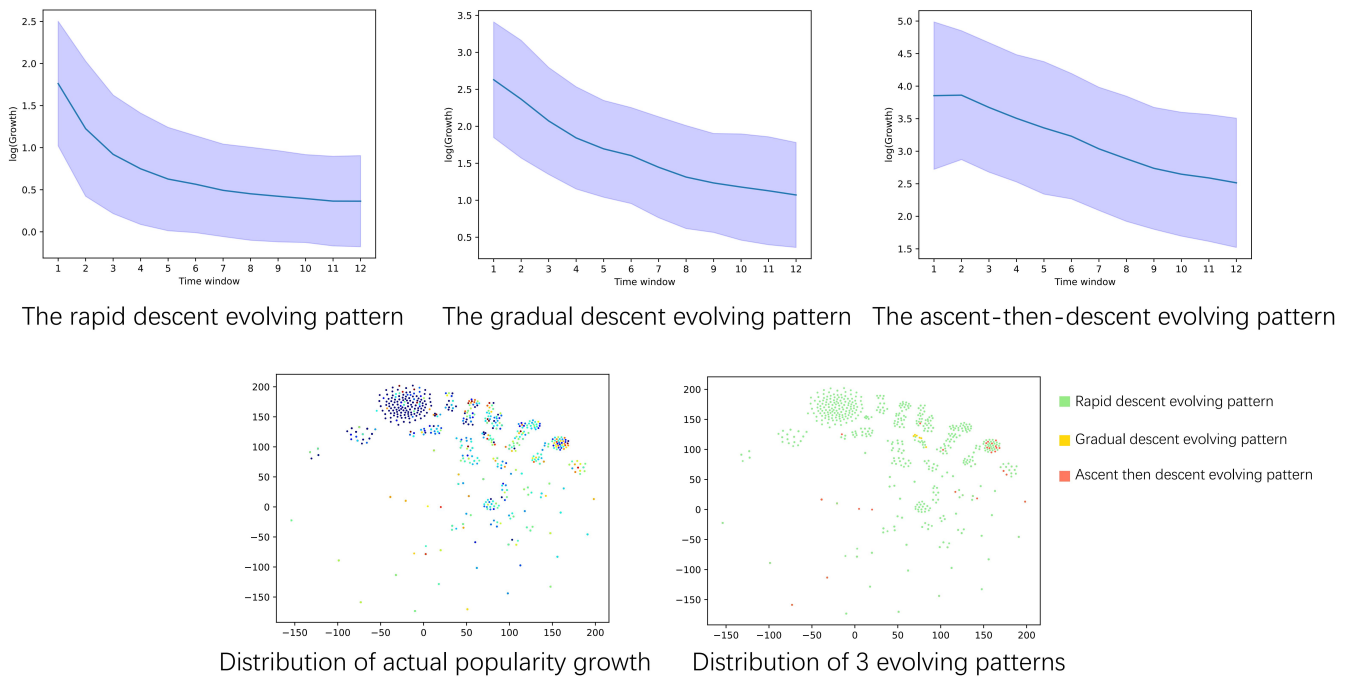 2.5
2.0
1.5
1.0
0.5
0.0
log(Growth)
1 2 3 4 5 6 7 8 9 10 11 12
Time window
3.5
3.0
2.5
2.0
1.5
1.0
0.5
log(Growth)
1 2 3 4 5 6 7 8 9 10 11 12
Time window
5.0
4.5
4.0
3.5
3.0
2.5
2.0
1.5
log(Growth)
1 2 3 4 5 6 7 8 9 10 11 12
Time window
The rapid descent evolving pattern
The gradual descent evolving pattern
The ascent-then-descent evolving pattern
200
150
100
50
0
−50
−100
−150
−150 −100 −50 0 50 100 150 200
200
150
100
50
0
−50
−100
−150
−150 −100 −50 0 50 100 150 200
Rapid descent evolving pattern
Gradual descent evolving pattern
Ascent then descent evolving pattern
Distribution of actual popularity growth
Distribution of 3 evolving patterns